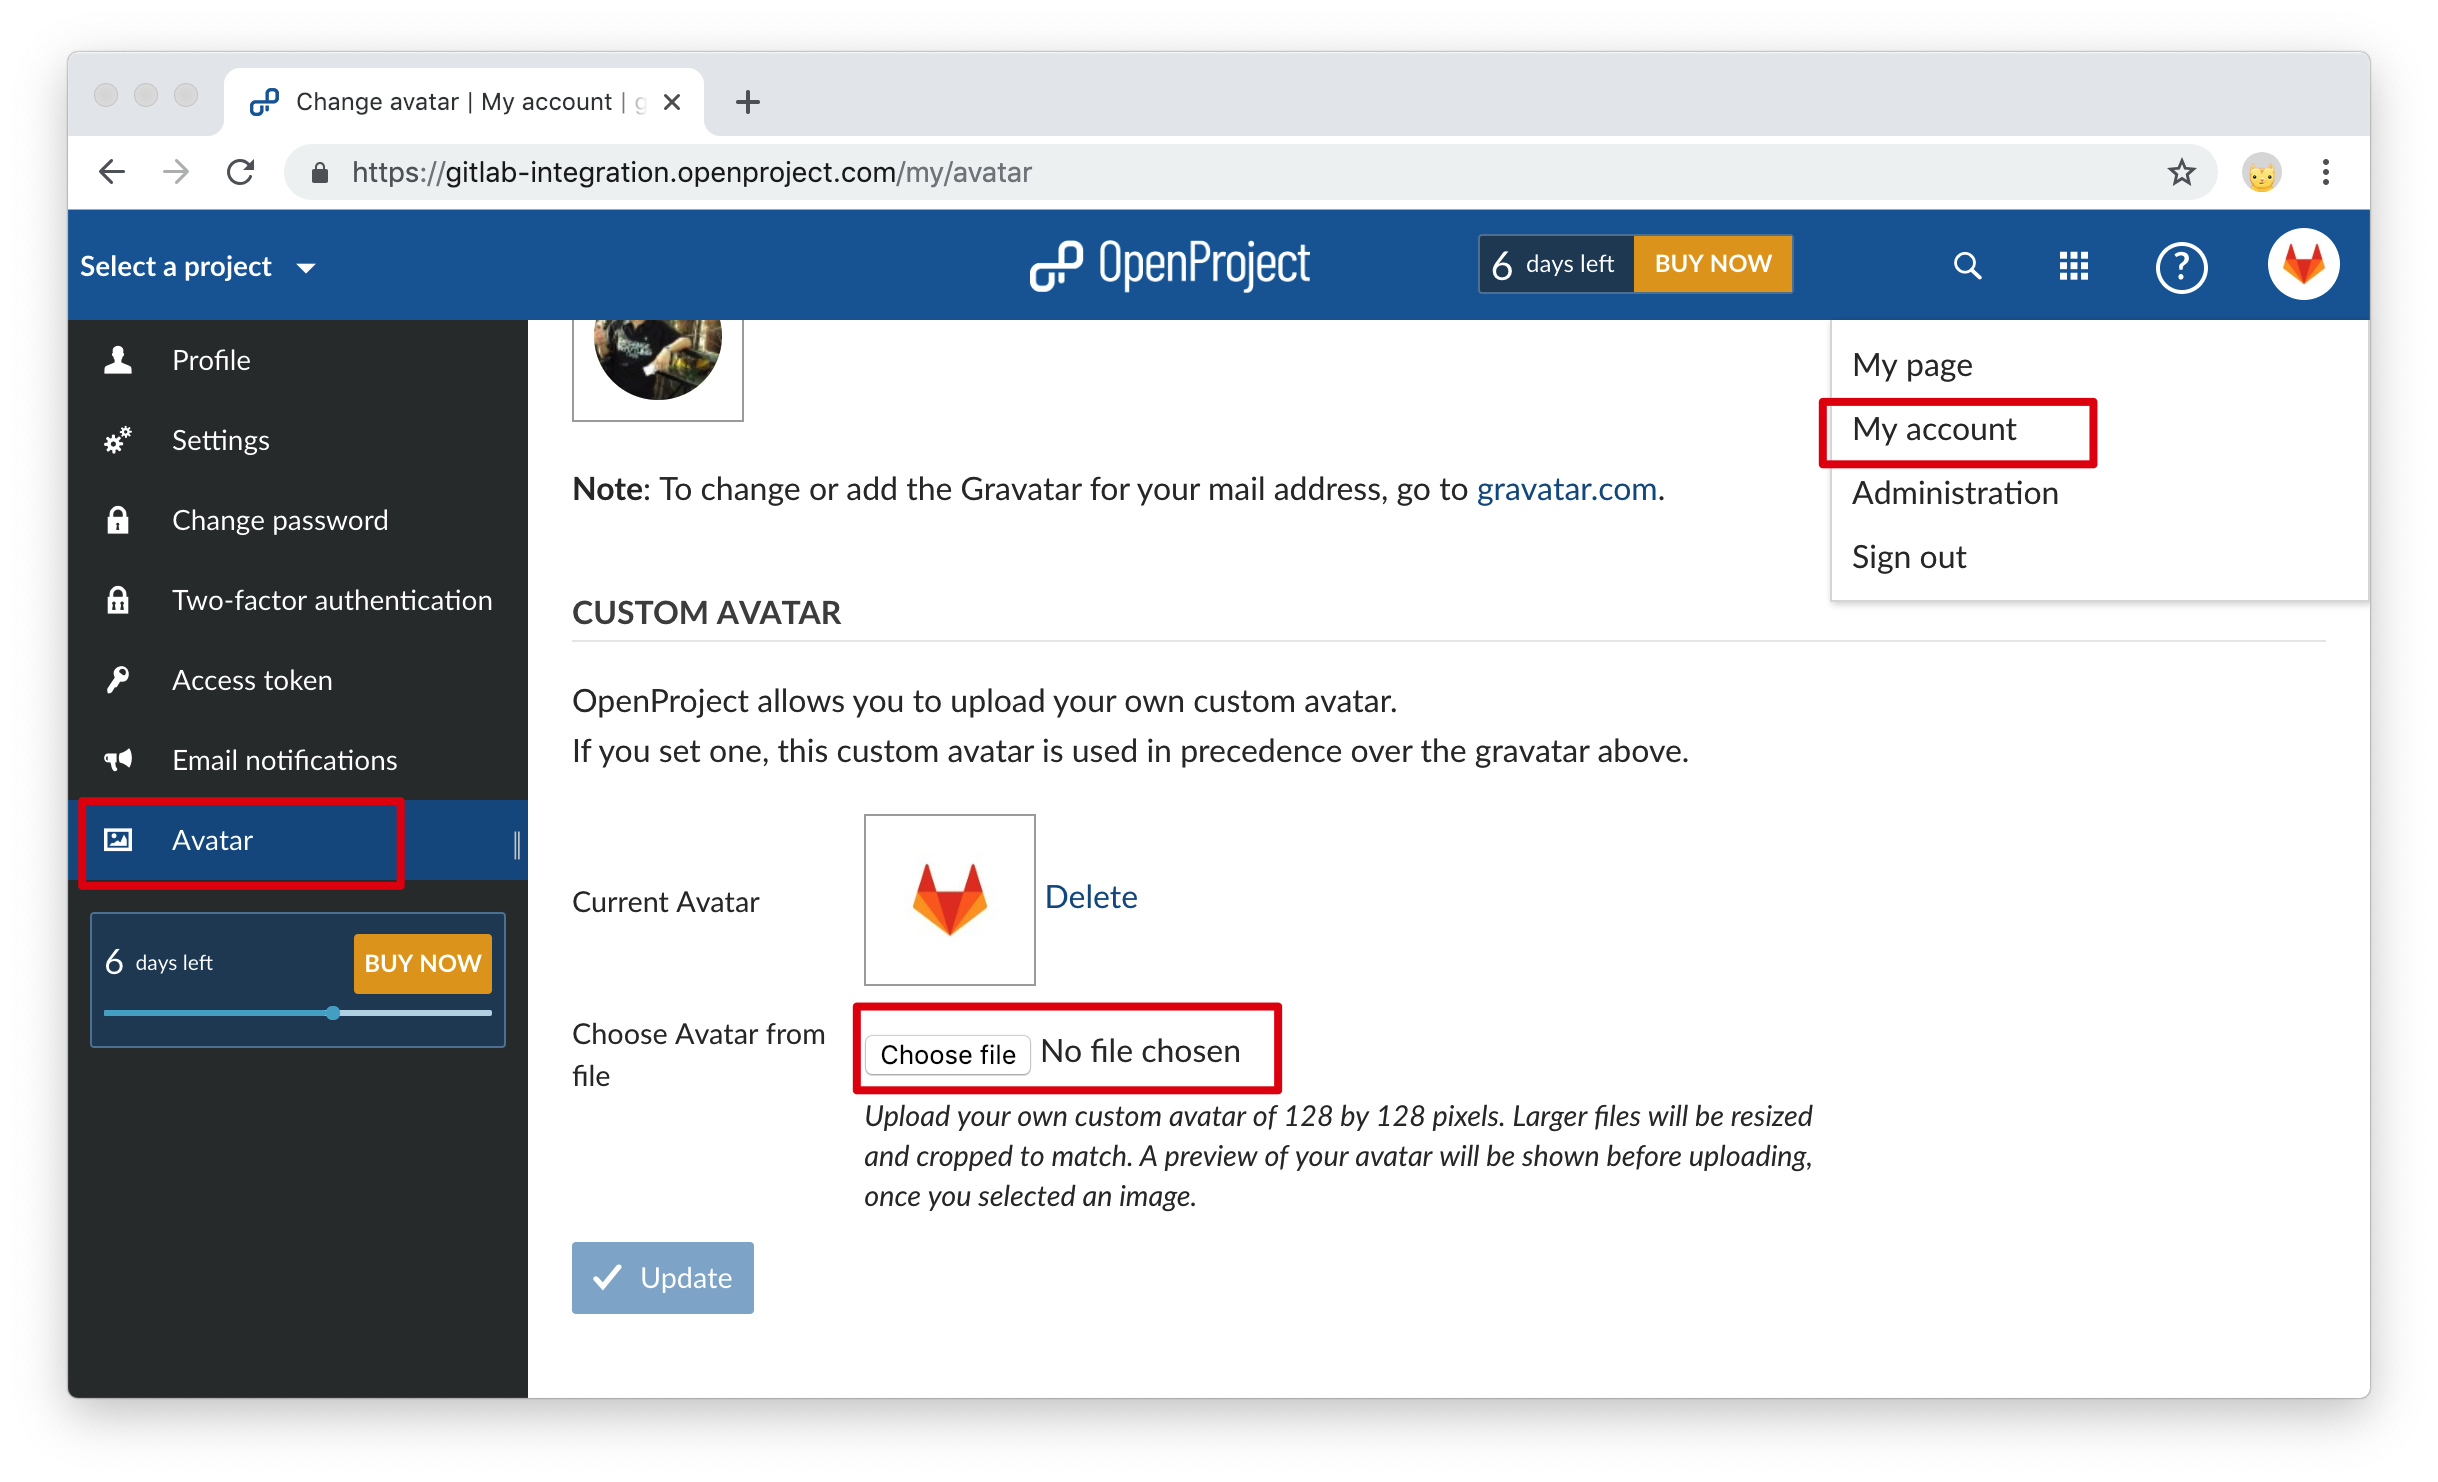 Change avatar | My account | g
https://gitlab-integration.openproject.com/my/avatar
Select a project
OpenProject
6 days left
BUY NOW
?
Profile
Settings
Change password
Two-factor authentication
Access token
Email notifications
Avatar
6 days left
BUY NOW
My page
My account
Administration
Sign out
Note: To change or add the Gravatar for your mail address, go to gravatar.com.
CUSTOM AVATAR
OpenProject allows you to upload your own custom avatar.
If you set one, this custom avatar is used in precedence over the gravatar above.
Current Avatar
Delete
Choose Avatar from
file
Choose file No file chosen
Upload your own custom avatar of 128 by 128 pixels. Larger files will be resized
and cropped to match. A preview of your avatar will be shown before uploading,
once you selected an image.
Update